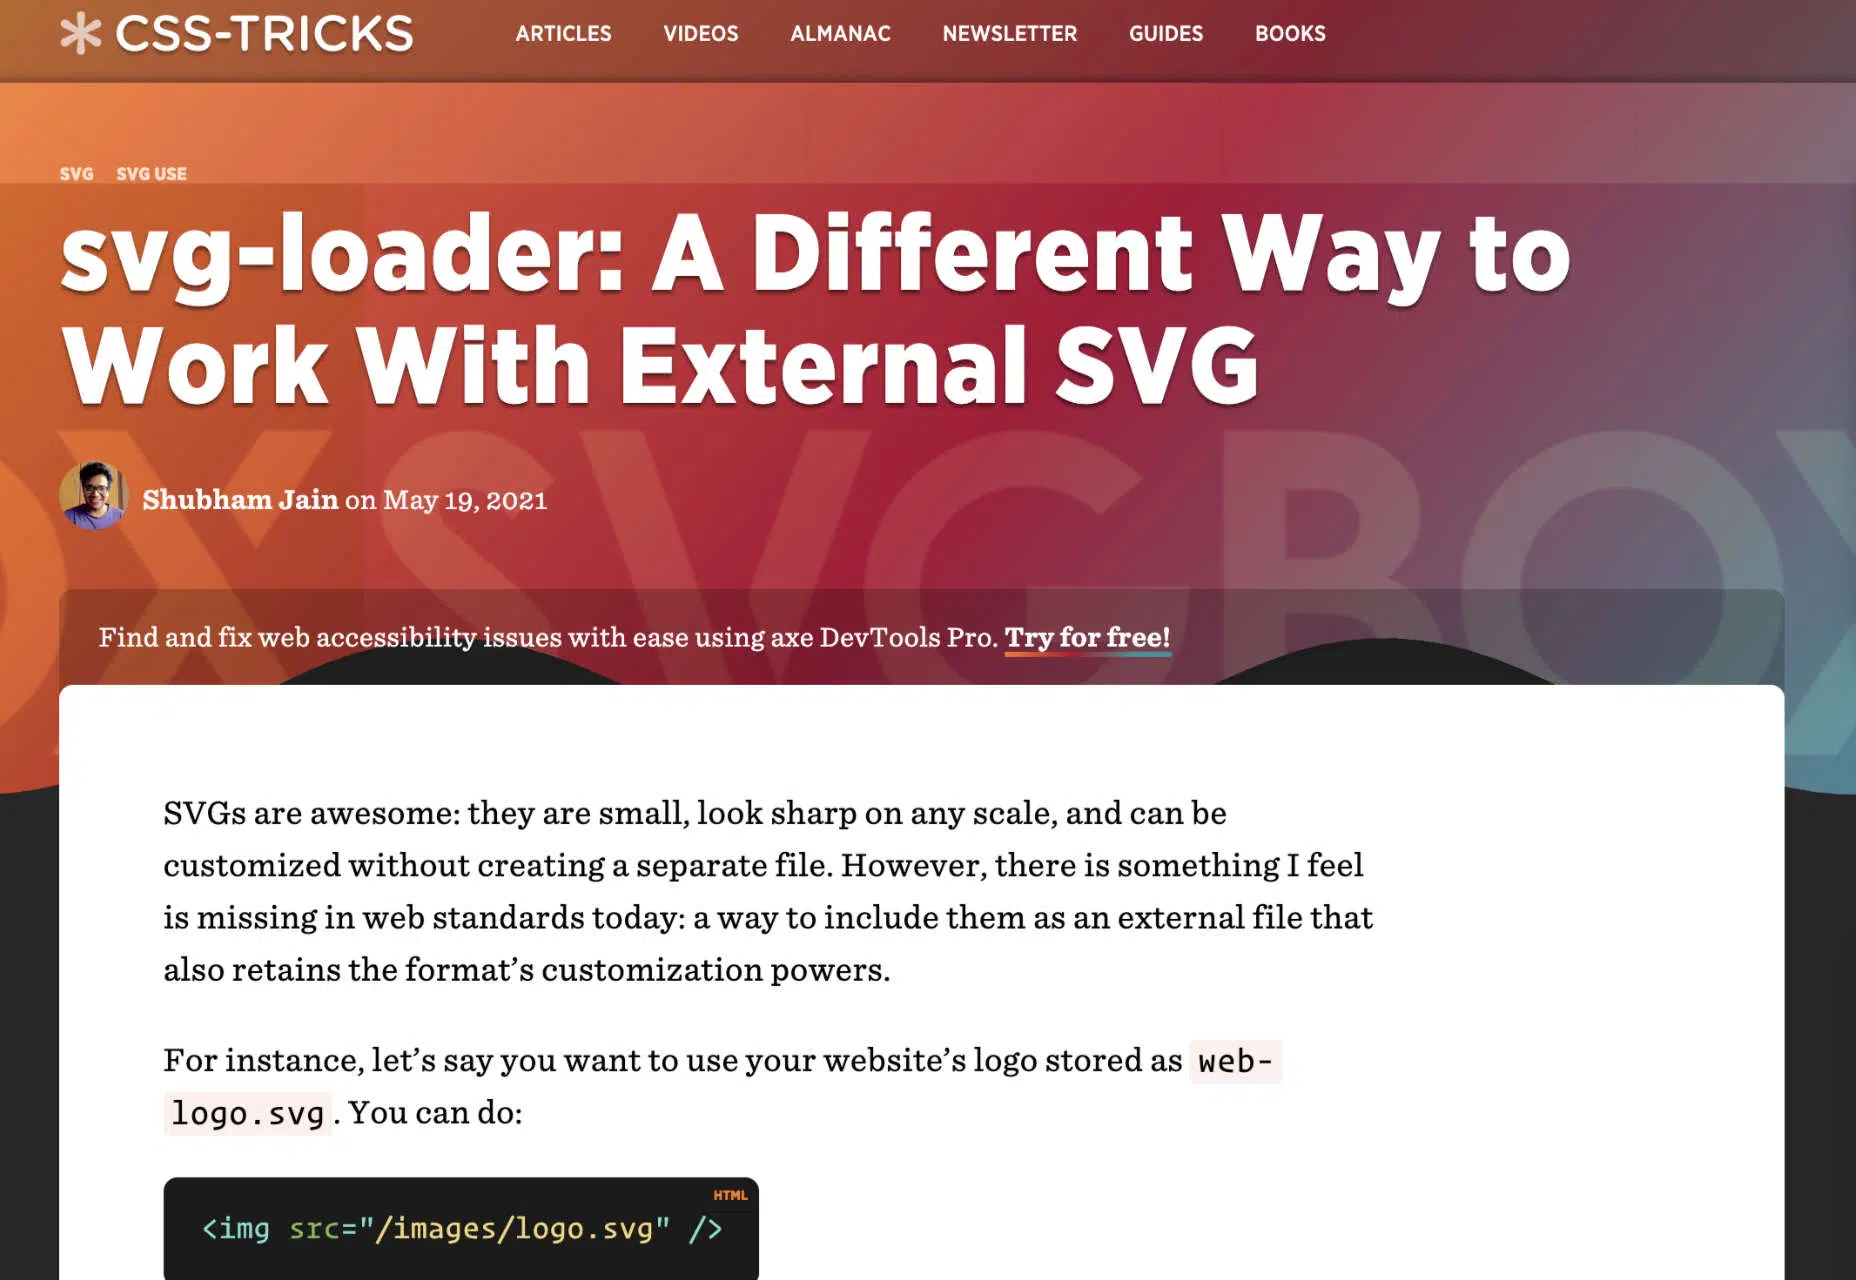 CSS-TRICKS
ARTICLES VIDEOS ALMANAC NEWSLETTER GUIDES BOOKS
SVG SVG USE
svg-loader: A Different Way to
Work With External SVG
OX SVGBOX
Shubham Jain on May 19, 2021
Find and fix web accessibility issues with ease using axe DevTools Pro. Try for free!
SVGs are awesome: they are small, look sharp on any scale, and can be
customized without creating a separate file. However, there is something I feel
is missing in web standards today: a way to include them as an external file that
also retains the format’s customization powers.
For instance, let’s say you want to use your website’s logo stored as web-
logo.svg. You can do:
HTML
<img src="/images/logo.svg" />